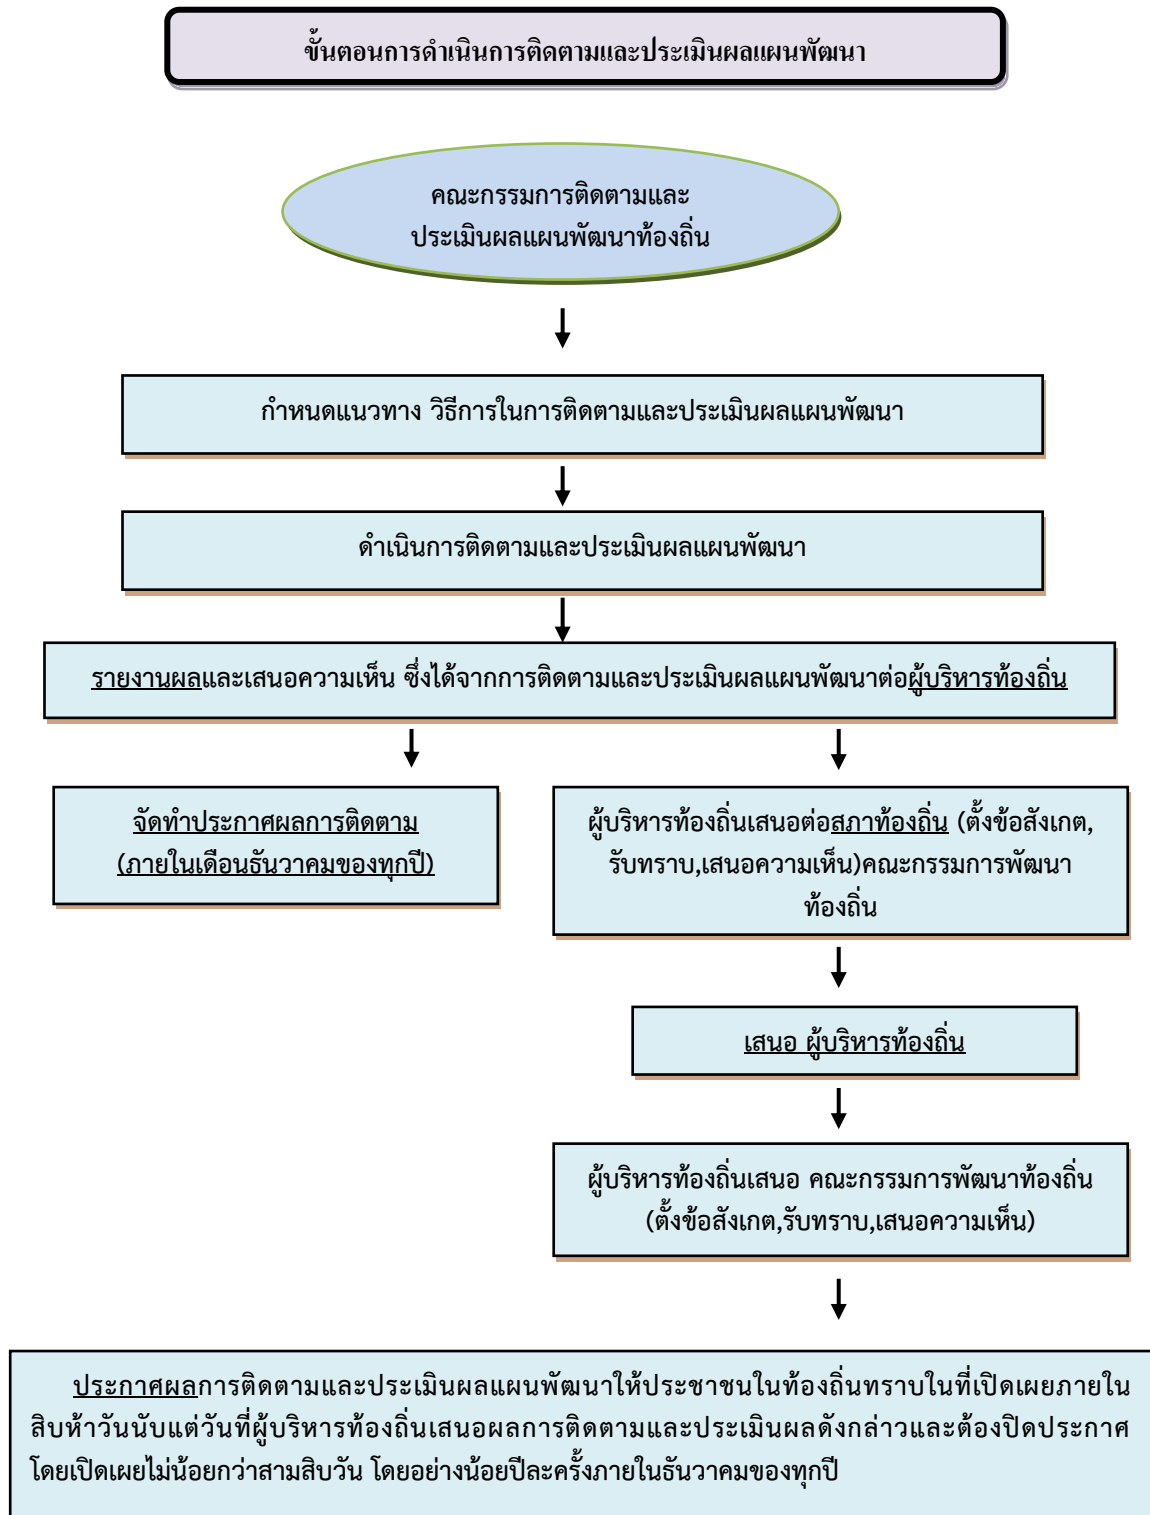 ขั้นตอนการดำเนินการติดตามและประเมินผลแผนพัฒนา
คณะกรรมการติดตามและ
ประเมินผลแผนพัฒนาท้องถิ่น
กำหนดแนวทาง วิธีการในการติดตามและประเมินผลแผนพัฒนา
ดำเนินการติดตามและประเมินผลแผนพัฒนา
รายงานผลและเสนอความเห็น ซึ่งได้จากการติดตามและประเมินผลแผนพัฒนาต่อผู้บริหารท้องถิ่น
จัดทำประกาศผลการติดตาม
(ภายในเดือนธันวาคมของทุกปี)
ผู้บริหารท้องถิ่นเสนอต่อสภาท้องถิ่น (ตั้งข้อสังเกต,
รับทราบ,เสนอความเห็น)คณะกรรมการพัฒนา
ท้องถิ่น
เสนอ ผู้บริหารท้องถิ่น
ผู้บริหารท้องถิ่นเสนอ คณะกรรมการพัฒนาท้องถิ่น
(ตั้งข้อสังเกต,รับทราบ,เสนอความเห็น)
ประกาศผลการติดตามและประเมินผลแผนพัฒนาให้ประชาชนในท้องถิ่นทราบในที่เปิดเผยภายใน
สิบห้าวันนับแต่วันที่ผู้บริหารท้องถิ่นเสนอผลการติดตามและประเมินผลดังกล่าวและต้องปิดประกาศ
โดยเปิดเผยไม่น้อยกว่าสามสิบวัน โดยอย่างน้อยปีละครั้งภายในธันวาคมของทุกปี